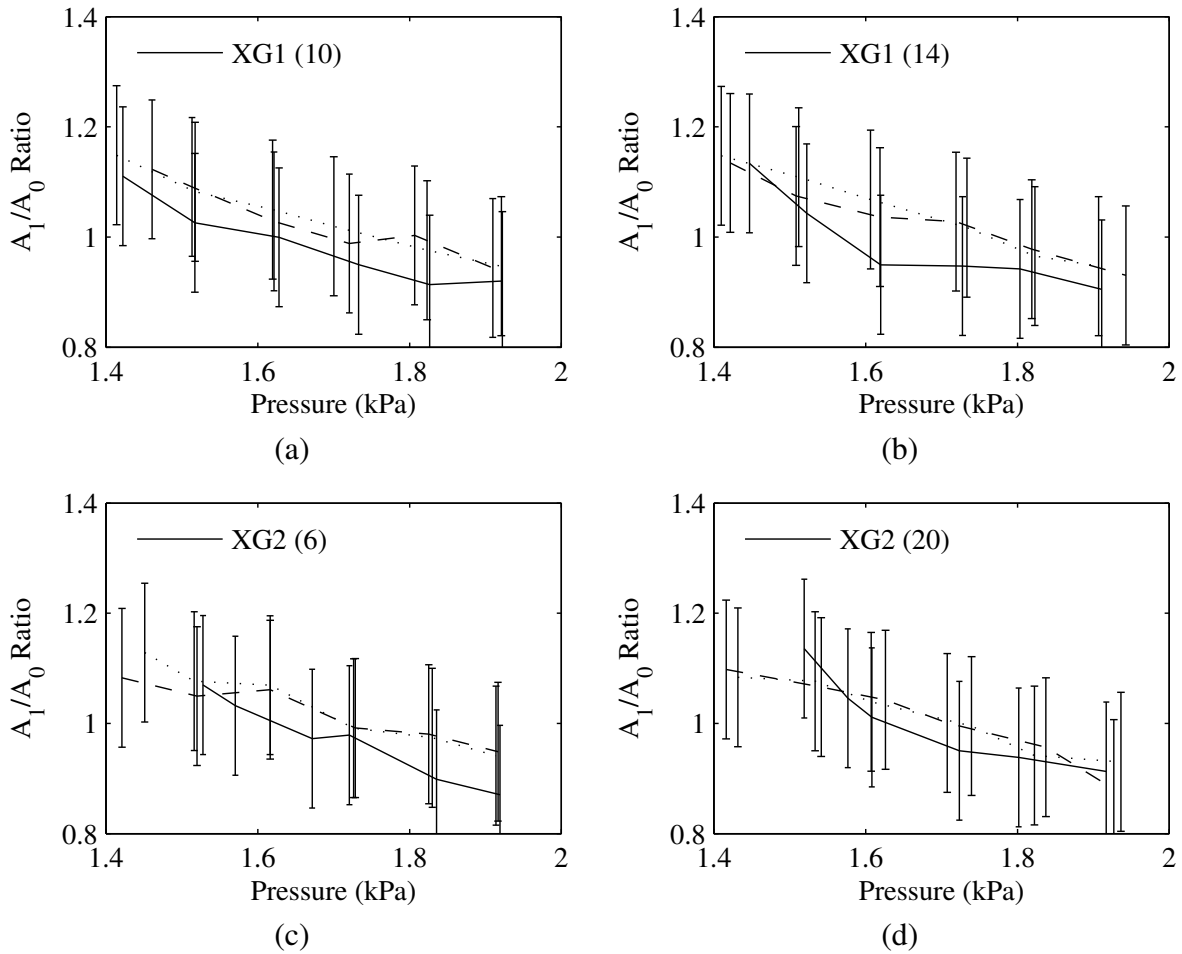 1.4
1.2
1
0.8
A1/A0 Ratio
XG1 (10)
1.4 1.6 1.8 2
Pressure (kPa)
(a)
1.4
1.2
1
0.8
A1/A0 Ratio
XG1 (14)
1.4 1.6 1.8 2
Pressure (kPa)
(b)
1.4
1.2
1
0.8
A1/A0 Ratio
XG2 (6)
1.4 1.6 1.8 2
Pressure (kPa)
(c)
1.4
1.2
1
0.8
A1/A0 Ratio
XG2 (20)
1.4 1.6 1.8 2
Pressure (kPa)
(d)